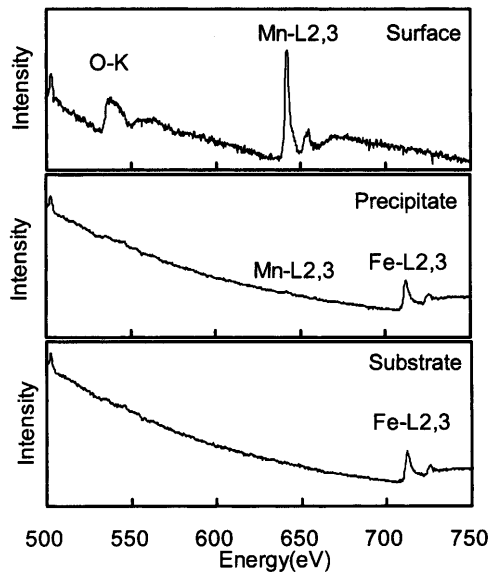 Mn-L2,3
Surface
O-K
Intensity
Precipitate
Mn-L2,3
Fe-L2,3
Intensity
Substrate
Fe-L2,3
Intensity
500 550 600 650 700 750
Energy(eV)